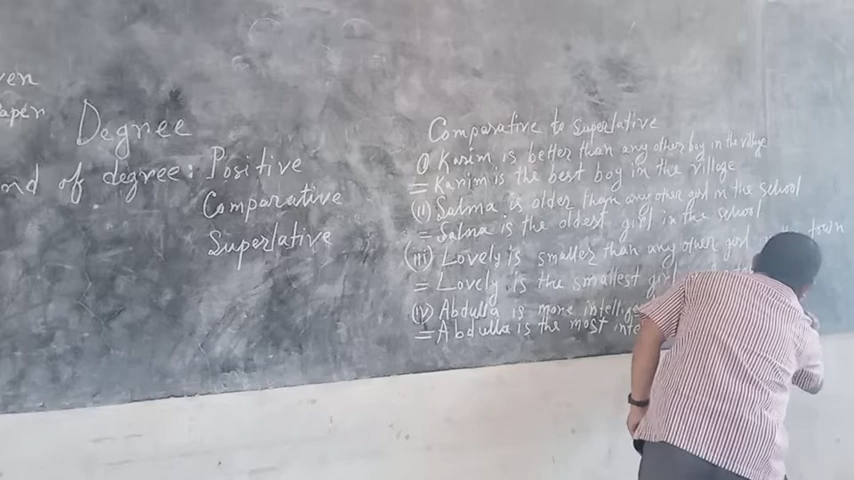 Degree
ond of degree: Positive
Comparative
Superlative
Comparative to superlative
(i) Karim is better than any other boy in the village
= Karim is the best boy in the village
(ii) Salma is older than any other girl in the school
= Salma is the oldest girl in the school
(iii) Lovely is smaller than any other girl town
= Lovely is the smallest girl
(iv) Abdulla is more intellige
= Abdulla is the most inte